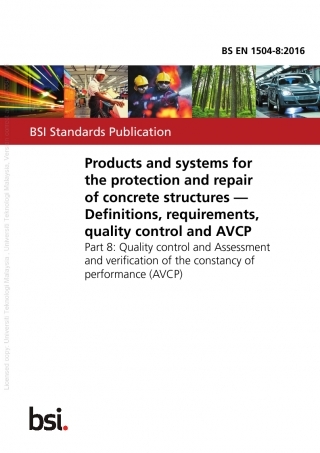 BS EN 1504-8:2016
BSI Standards Publication
Products and systems for
the protection and repair
of concrete structures —
Definitions, requirements,
quality control and AVCP
Part 8: Quality control and Assessment
and verification of the constancy of
performance (AVCP)
bsi.